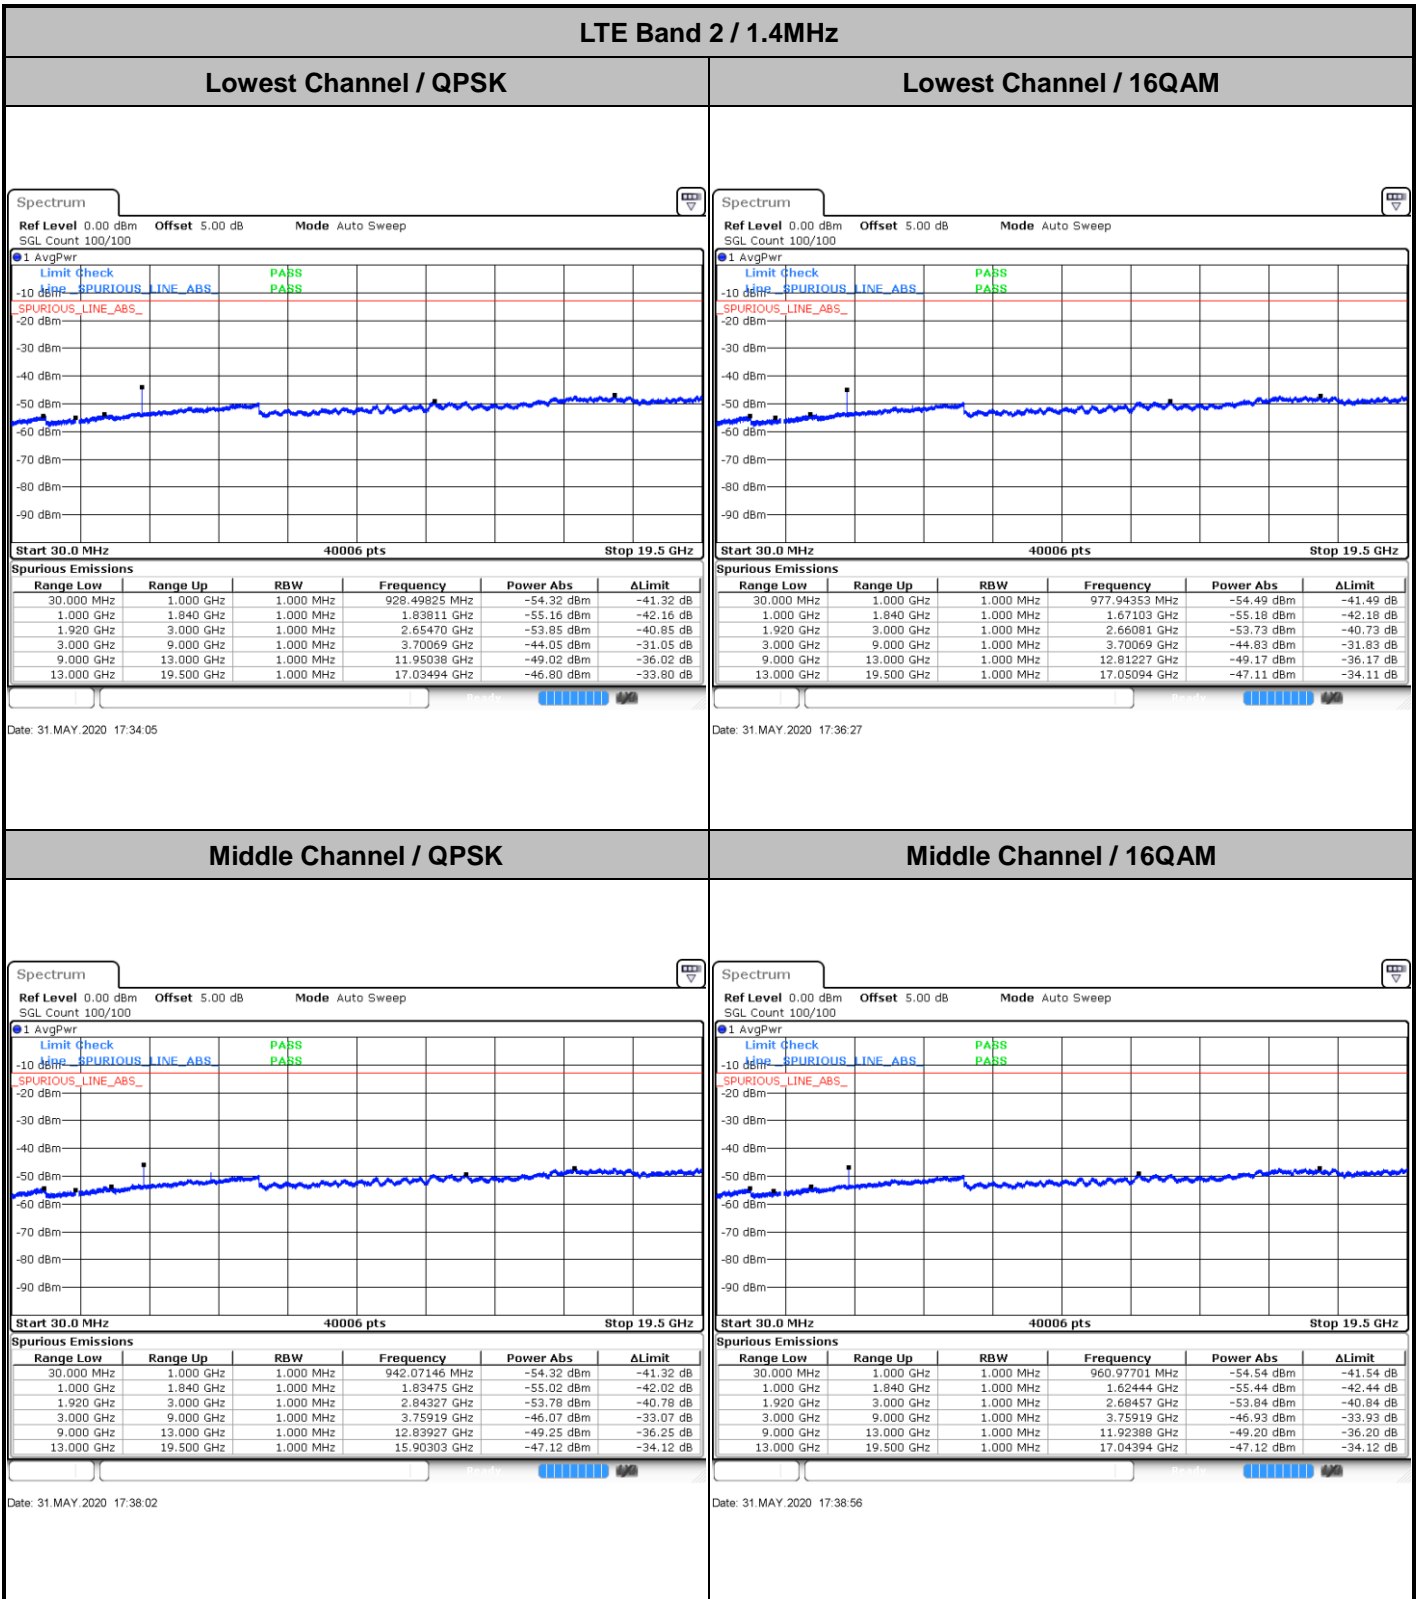 LTE Band 2 / 1.4MHz
Lowest Channel / QPSK
Lowest Channel / 16QAM
Spectrum
Ref Level 0.00 dBm Offset 5.00 dB Mode Auto Sweep
SGL Count 100/100
1 AvgPwr
Limit Check PASS
Line _SPURIOUS_LINE_ABS_ PASS
-10 dBm
_SPURIOUS_LINE_ABS_
-20 dBm
-30 dBm
-40 dBm
-50 dBm
-60 dBm
-70 dBm
-80 dBm
-90 dBm
Start 30.0 MHz 40006 pts Stop 19.5 GHz
Spurious Emissions
Range Low Range Up RBW Frequency Power Abs ΔLimit
30.000 MHz 1.000 GHz 1.000 MHz 928.49825 MHz -54.32 dBm -41.32 dB
1.000 GHz 1.840 GHz 1.000 MHz 1.83811 GHz -55.16 dBm -42.16 dB
1.920 GHz 3.000 GHz 1.000 MHz 2.65470 GHz -53.85 dBm -40.85 dB
3.000 GHz 9.000 GHz 1.000 MHz 3.70069 GHz -44.05 dBm -31.05 dB
9.000 GHz 13.000 GHz 1.000 MHz 11.95038 GHz -49.02 dBm -36.02 dB
13.000 GHz 19.500 GHz 1.000 MHz 17.03494 GHz -46.80 dBm -33.80 dB
Ready
Date: 31.MAY.2020 17:34:05
Spectrum
Ref Level 0.00 dBm Offset 5.00 dB Mode Auto Sweep
SGL Count 100/100
1 AvgPwr
Limit Check PASS
Line _SPURIOUS_LINE_ABS_ PASS
-10 dBm
_SPURIOUS_LINE_ABS_
-20 dBm
-30 dBm
-40 dBm
-50 dBm
-60 dBm
-70 dBm
-80 dBm
-90 dBm
Start 30.0 MHz 40006 pts Stop 19.5 GHz
Spurious Emissions
Range Low Range Up RBW Frequency Power Abs ΔLimit
30.000 MHz 1.000 GHz 1.000 MHz 977.94353 MHz -54.49 dBm -41.49 dB
1.000 GHz 1.840 GHz 1.000 MHz 1.67103 GHz -55.18 dBm -42.18 dB
1.920 GHz 3.000 GHz 1.000 MHz 2.66081 GHz -53.73 dBm -40.73 dB
3.000 GHz 9.000 GHz 1.000 MHz 3.70069 GHz -44.83 dBm -31.83 dB
9.000 GHz 13.000 GHz 1.000 MHz 12.81227 GHz -49.17 dBm -36.17 dB
13.000 GHz 19.500 GHz 1.000 MHz 17.05094 GHz -47.11 dBm -34.11 dB
Ready
Date: 31.MAY.2020 17:36:27
Middle Channel / QPSK
Middle Channel / 16QAM
Spectrum
Ref Level 0.00 dBm Offset 5.00 dB Mode Auto Sweep
SGL Count 100/100
1 AvgPwr
Limit Check PASS
Line _SPURIOUS_LINE_ABS_ PASS
-10 dBm
_SPURIOUS_LINE_ABS_
-20 dBm
-30 dBm
-40 dBm
-50 dBm
-60 dBm
-70 dBm
-80 dBm
-90 dBm
Start 30.0 MHz 40006 pts Stop 19.5 GHz
Spurious Emissions
Range Low Range Up RBW Frequency Power Abs ΔLimit
30.000 MHz 1.000 GHz 1.000 MHz 942.07146 MHz -54.32 dBm -41.32 dB
1.000 GHz 1.840 GHz 1.000 MHz 1.83475 GHz -55.02 dBm -42.02 dB
1.920 GHz 3.000 GHz 1.000 MHz 2.84327 GHz -53.78 dBm -40.78 dB
3.000 GHz 9.000 GHz 1.000 MHz 3.75919 GHz -46.07 dBm -33.07 dB
9.000 GHz 13.000 GHz 1.000 MHz 12.83927 GHz -49.25 dBm -36.25 dB
13.000 GHz 19.500 GHz 1.000 MHz 15.90303 GHz -47.12 dBm -34.12 dB
Ready
Date: 31.MAY.2020 17:38:02
Spectrum
Ref Level 0.00 dBm Offset 5.00 dB Mode Auto Sweep
SGL Count 100/100
1 AvgPwr
Limit Check PASS
Line _SPURIOUS_LINE_ABS_ PASS
-10 dBm
_SPURIOUS_LINE_ABS_
-20 dBm
-30 dBm
-40 dBm
-50 dBm
-60 dBm
-70 dBm
-80 dBm
-90 dBm
Start 30.0 MHz 40006 pts Stop 19.5 GHz
Spurious Emissions
Range Low Range Up RBW Frequency Power Abs ΔLimit
30.000 MHz 1.000 GHz 1.000 MHz 960.97701 MHz -54.54 dBm -41.54 dB
1.000 GHz 1.840 GHz 1.000 MHz 1.62444 GHz -55.44 dBm -42.44 dB
1.920 GHz 3.000 GHz 1.000 MHz 2.68457 GHz -53.84 dBm -40.84 dB
3.000 GHz 9.000 GHz 1.000 MHz 3.75919 GHz -46.93 dBm -33.93 dB
9.000 GHz 13.000 GHz 1.000 MHz 11.92388 GHz -49.20 dBm -36.20 dB
13.000 GHz 19.500 GHz 1.000 MHz 17.04394 GHz -47.12 dBm -34.12 dB
Ready
Date: 31.MAY.2020 17:38:56